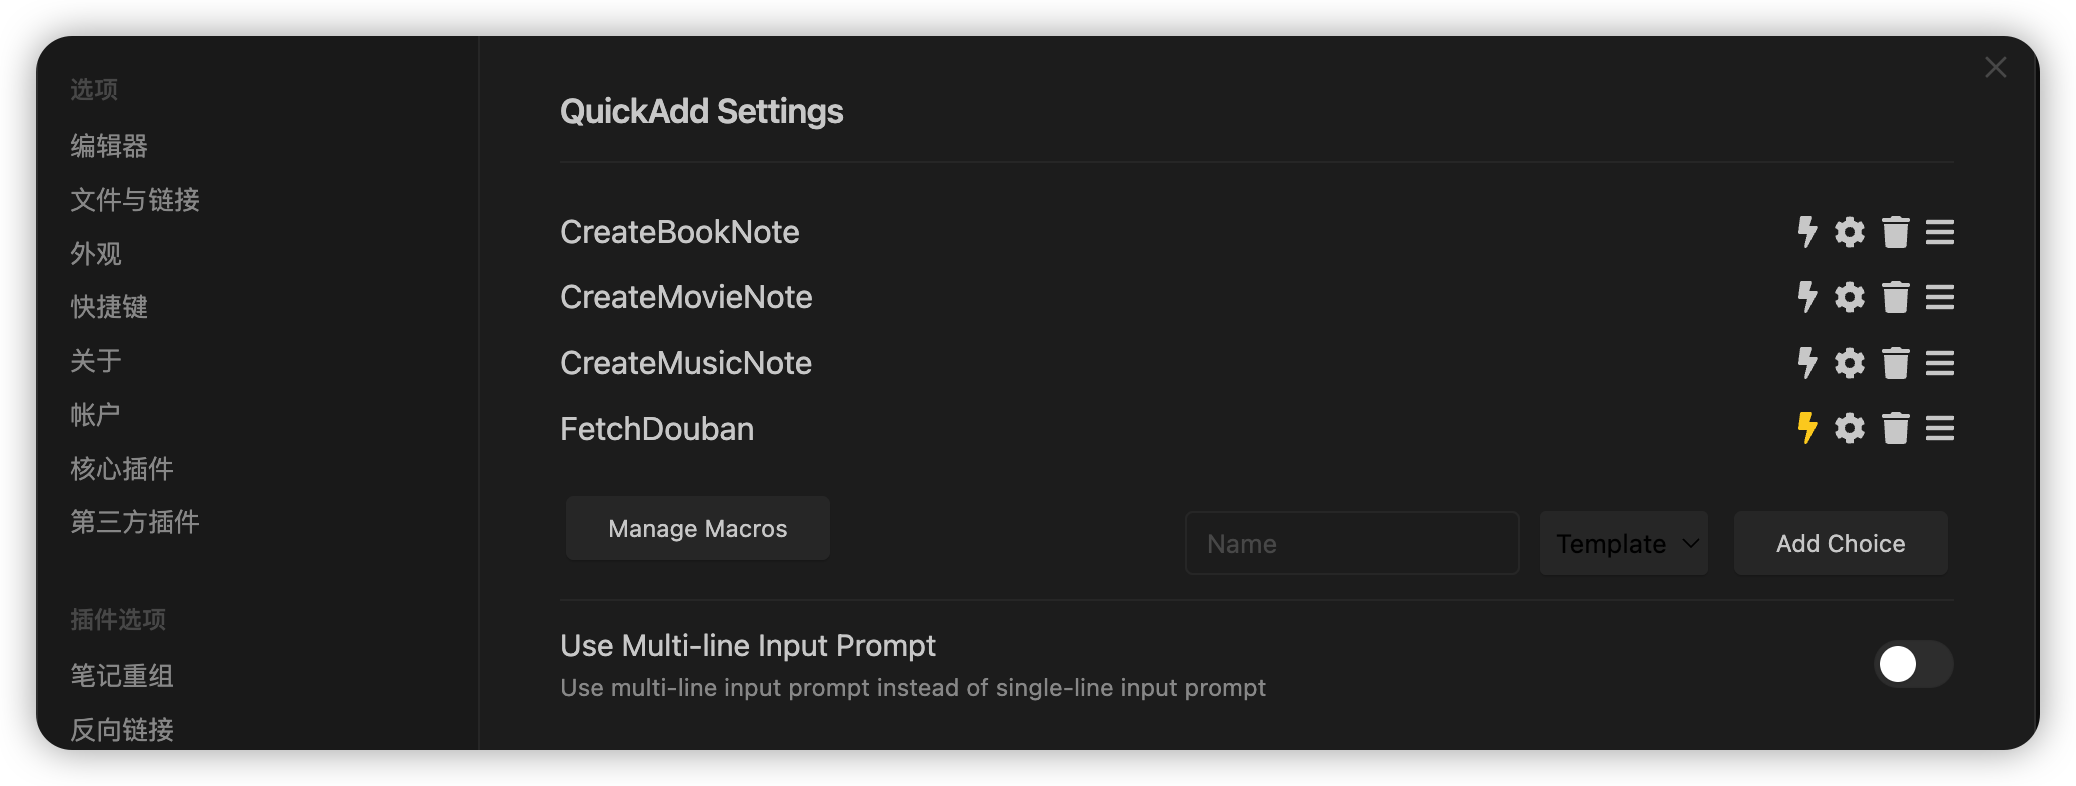 选项
编辑器
文件与链接
外观
快捷键
关于
帐户
核心插件
第三方插件
插件选项
笔记重组
反向链接
QuickAdd Settings
CreateBookNote
CreateMovieNote
CreateMusicNote
FetchDouban
Manage Macros
Name
Template
Add Choice
Use Multi-line Input Prompt
Use multi-line input prompt instead of single-line input prompt